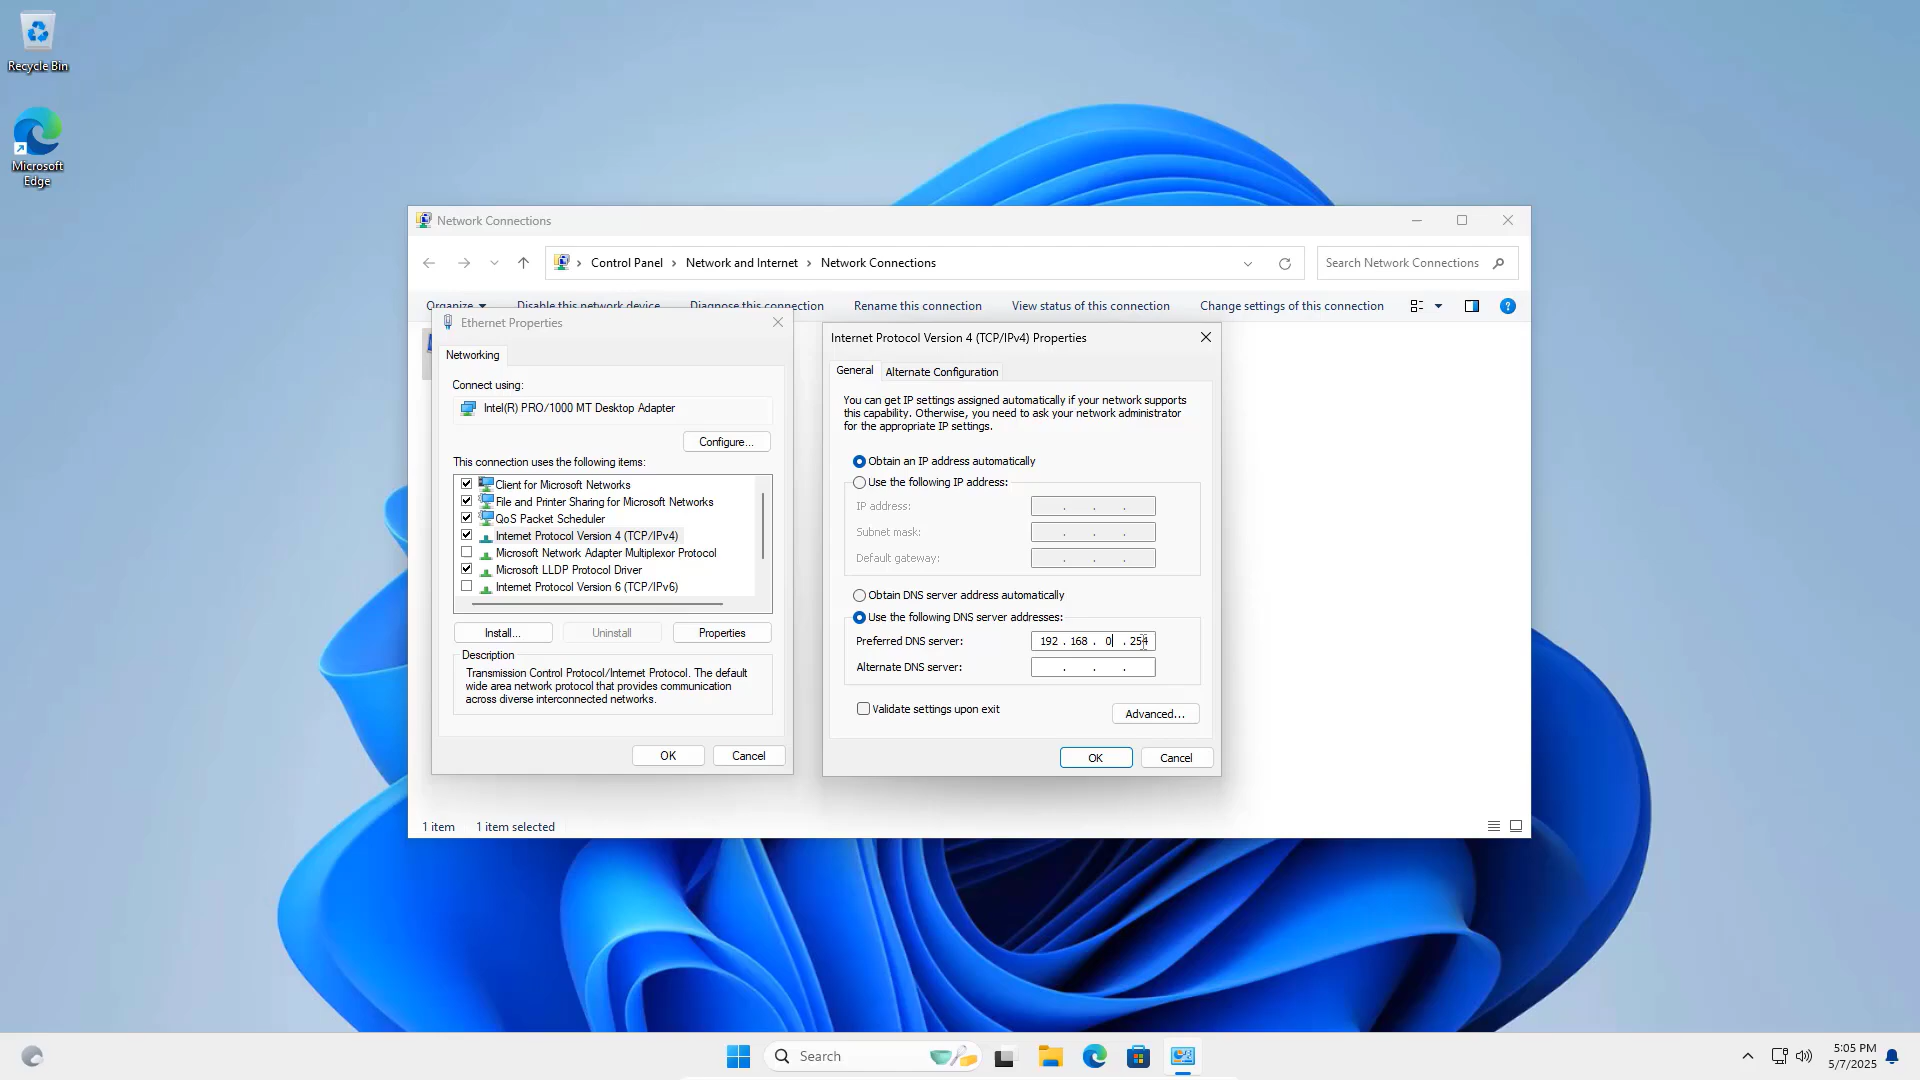 Recycle Bin
Microsoft
Edge
Network Connections
Control Panel > Network and Internet > Network Connections
Search Network Connections
Organize Disable this network device Diagnose this connection Rename this connection View status of this connection Change settings of this connection
Ethernet Properties
Networking
Connect using:
Intel(R) PRO/1000 MT Desktop Adapter
Configure...
This connection uses the following items:
Client for Microsoft Networks
File and Printer Sharing for Microsoft Networks
QoS Packet Scheduler
Internet Protocol Version 4 (TCP/IPv4)
Microsoft Network Adapter Multiplexor Protocol
Microsoft LLDP Protocol Driver
Internet Protocol Version 6 (TCP/IPv6)
Install... Uninstall Properties
Description
Transmission Control Protocol/Internet Protocol. The default
wide area network protocol that provides communication
across diverse interconnected networks.
OK Cancel
Internet Protocol Version 4 (TCP/IPv4) Properties
General Alternate Configuration
You can get IP settings assigned automatically if your network supports
this capability. Otherwise, you need to ask your network administrator
for the appropriate IP settings.
Obtain an IP address automatically
Use the following IP address:
IP address: . . .
Subnet mask: . . .
Default gateway: . . .
Obtain DNS server address automatically
Use the following DNS server addresses:
Preferred DNS server: 192 . 168 . 0 . 254
Alternate DNS server: . . .
Validate settings upon exit
Advanced...
OK Cancel
1 item 1 item selected
Search
5:05 PM
5/7/2025